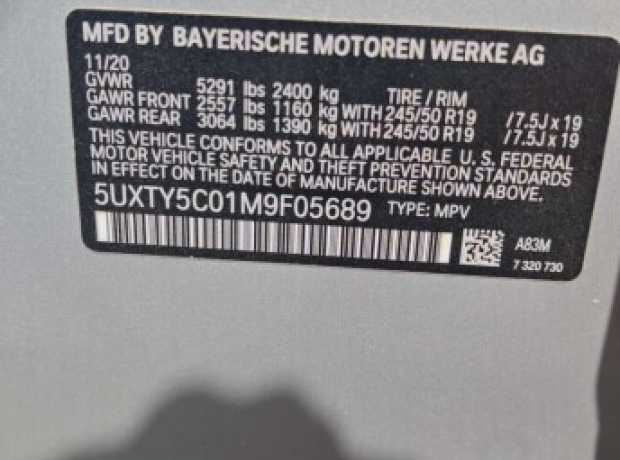 MFD BY BAYERISCHE MOTOREN WERKE AG
11/20
GVWR 5291 lbs 2400 kg TIRE / RIM
GAWR FRONT 2557 lbs 1160 kg WITH 245/50 R19 /7.5J x 19
GAWR REAR 3064 lbs 1390 kg WITH 245/50 R19 /7.5J x 19
THIS VEHICLE CONFORMS TO ALL APPLICABLE U. S. FEDERAL
MOTOR VEHICLE SAFETY AND THEFT PREVENTION STANDARDS
IN EFFECT ON THE DATE OF MANUFACTURE SHOWN ABOVE.
5UXTY5C01M9F05689 TYPE: MPV
A83M
7 320 730